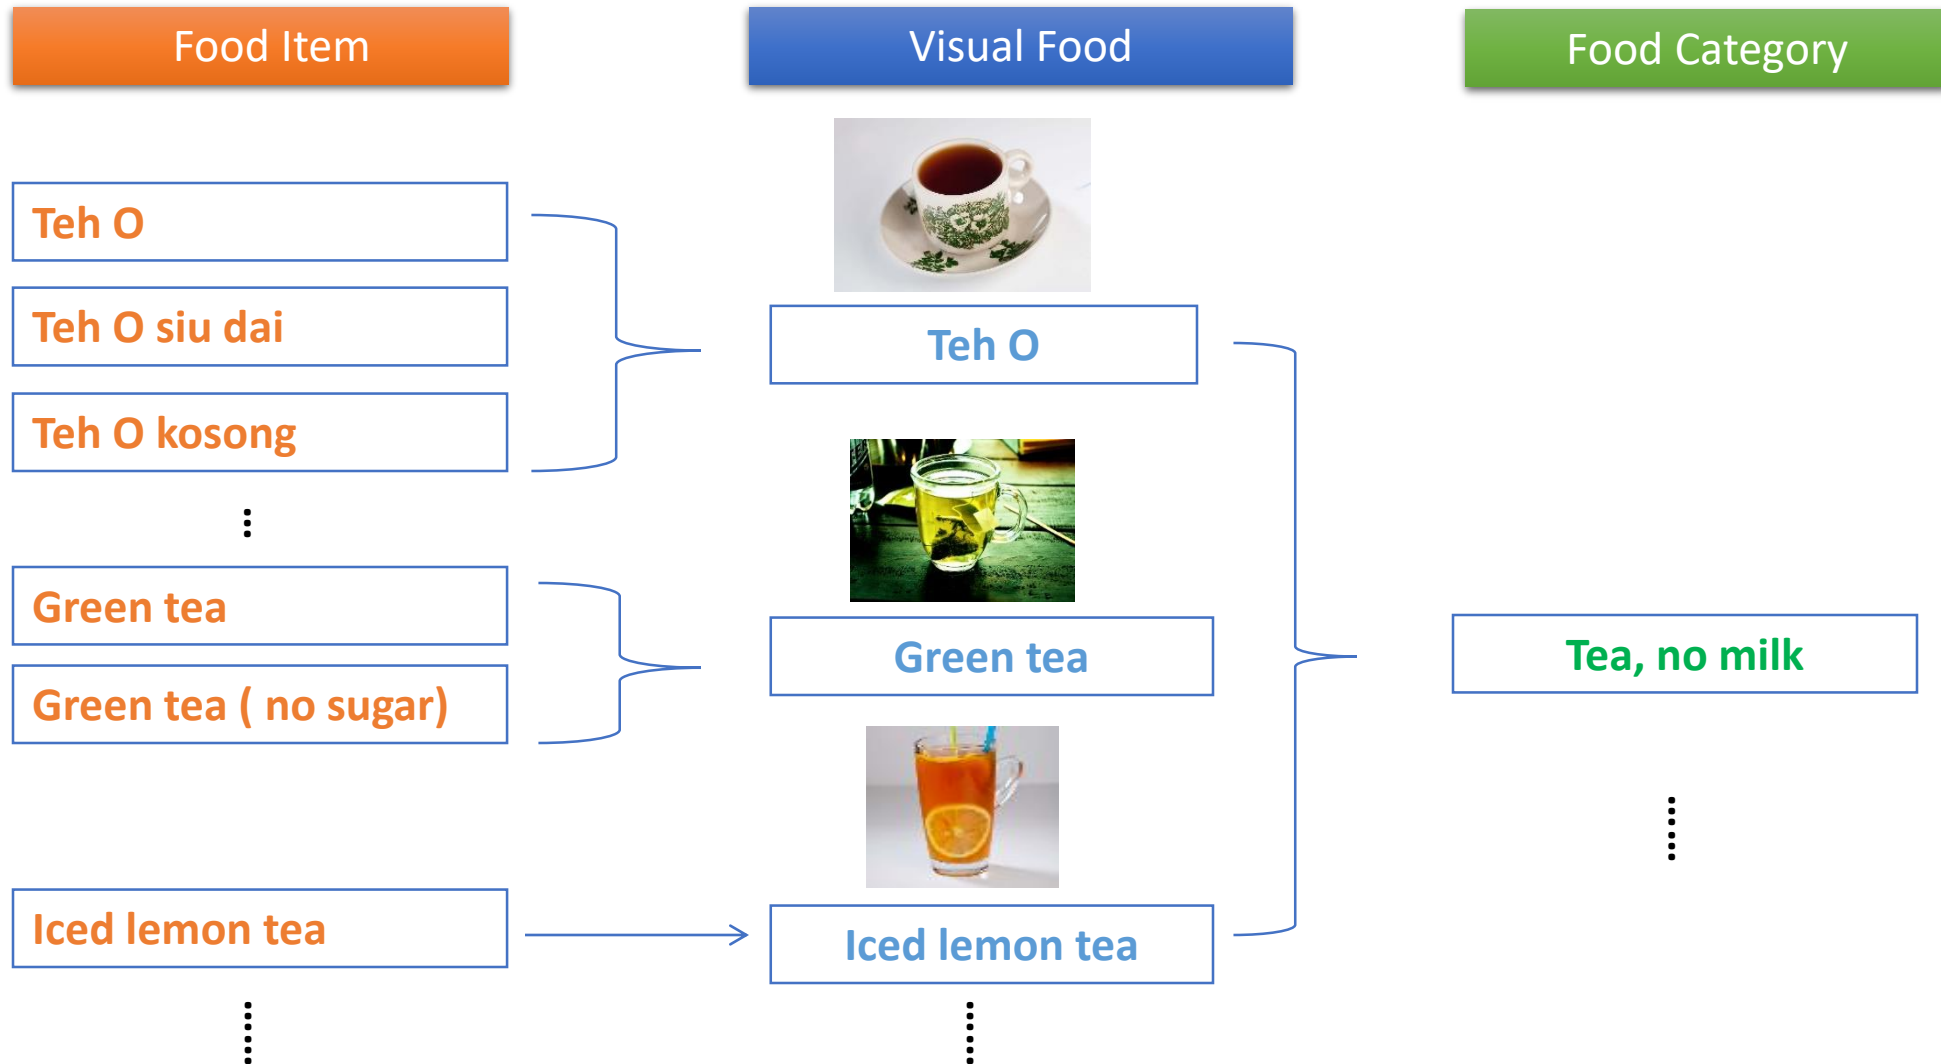 Food Item
Visual Food
Food Category
Teh O
Teh O siu dai
Teh O kosong
Green tea
Green tea ( no sugar)
Iced lemon tea
Teh O
Green tea
Iced lemon tea
Tea, no milk